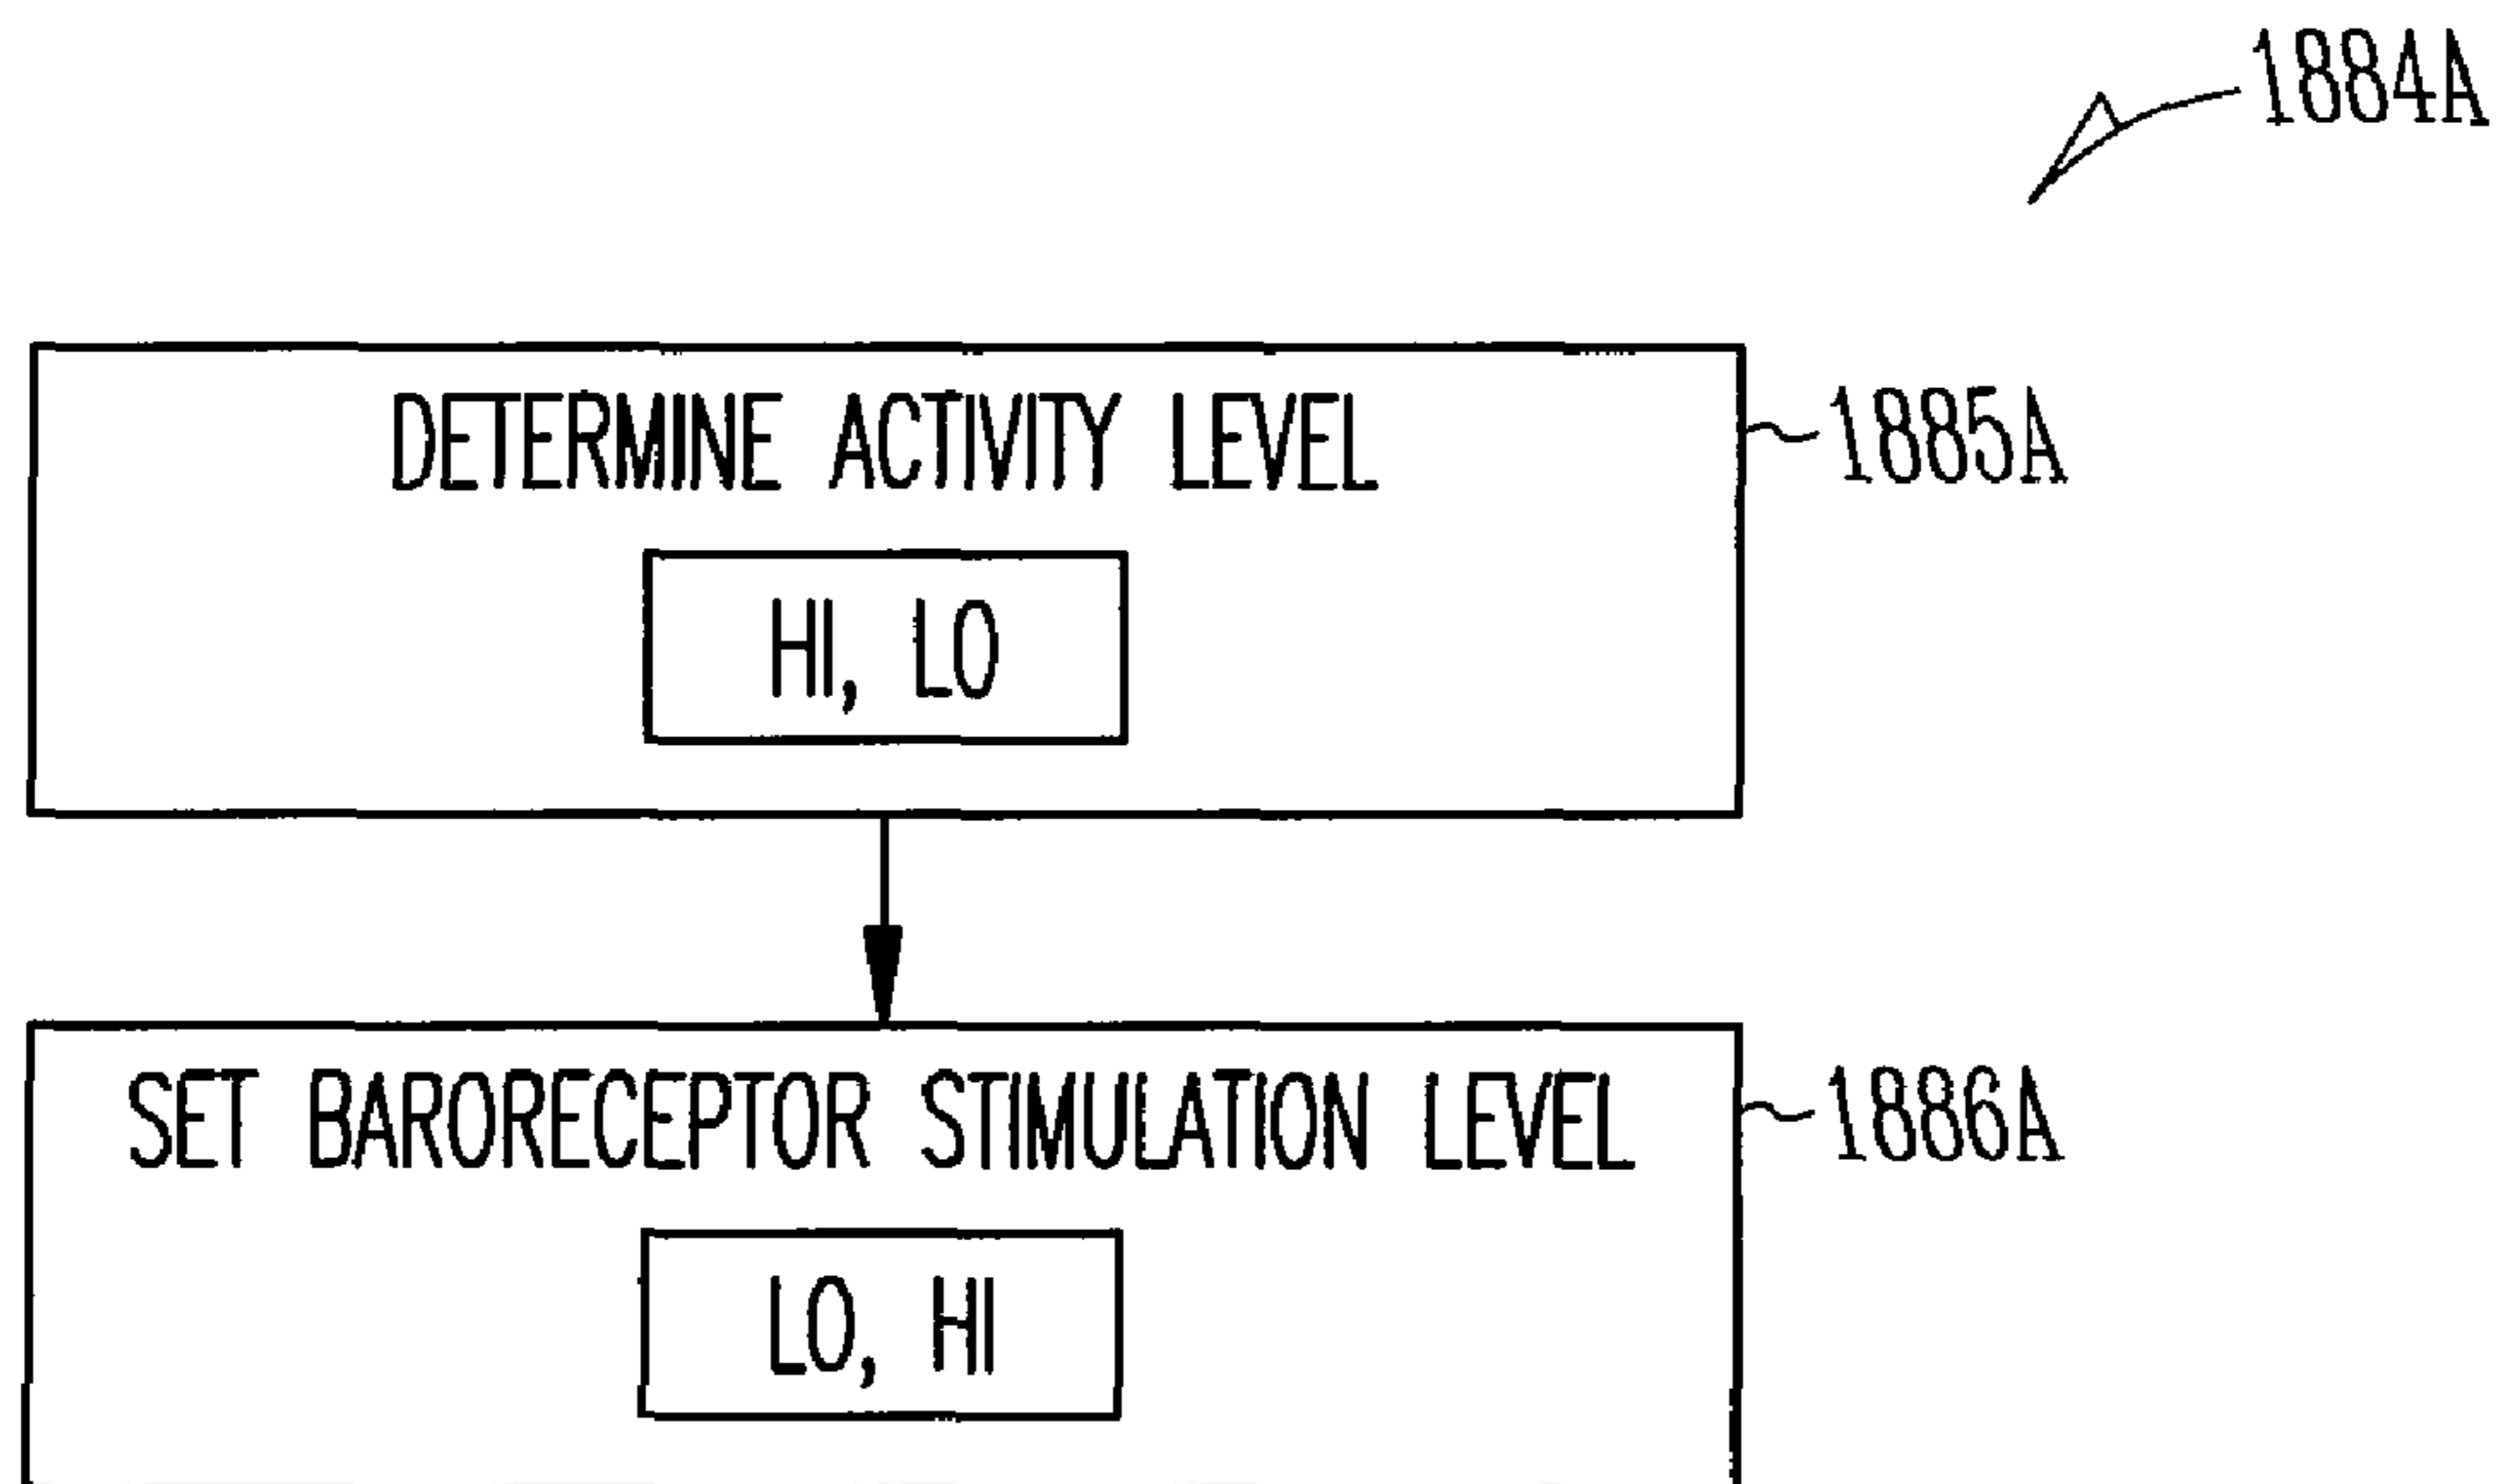 1884A
DETERMINE ACTIVITY LEVEL
1885A
HI, LO
SET BARORECEPTOR STIMULATION LEVEL
1886A
LO, HI